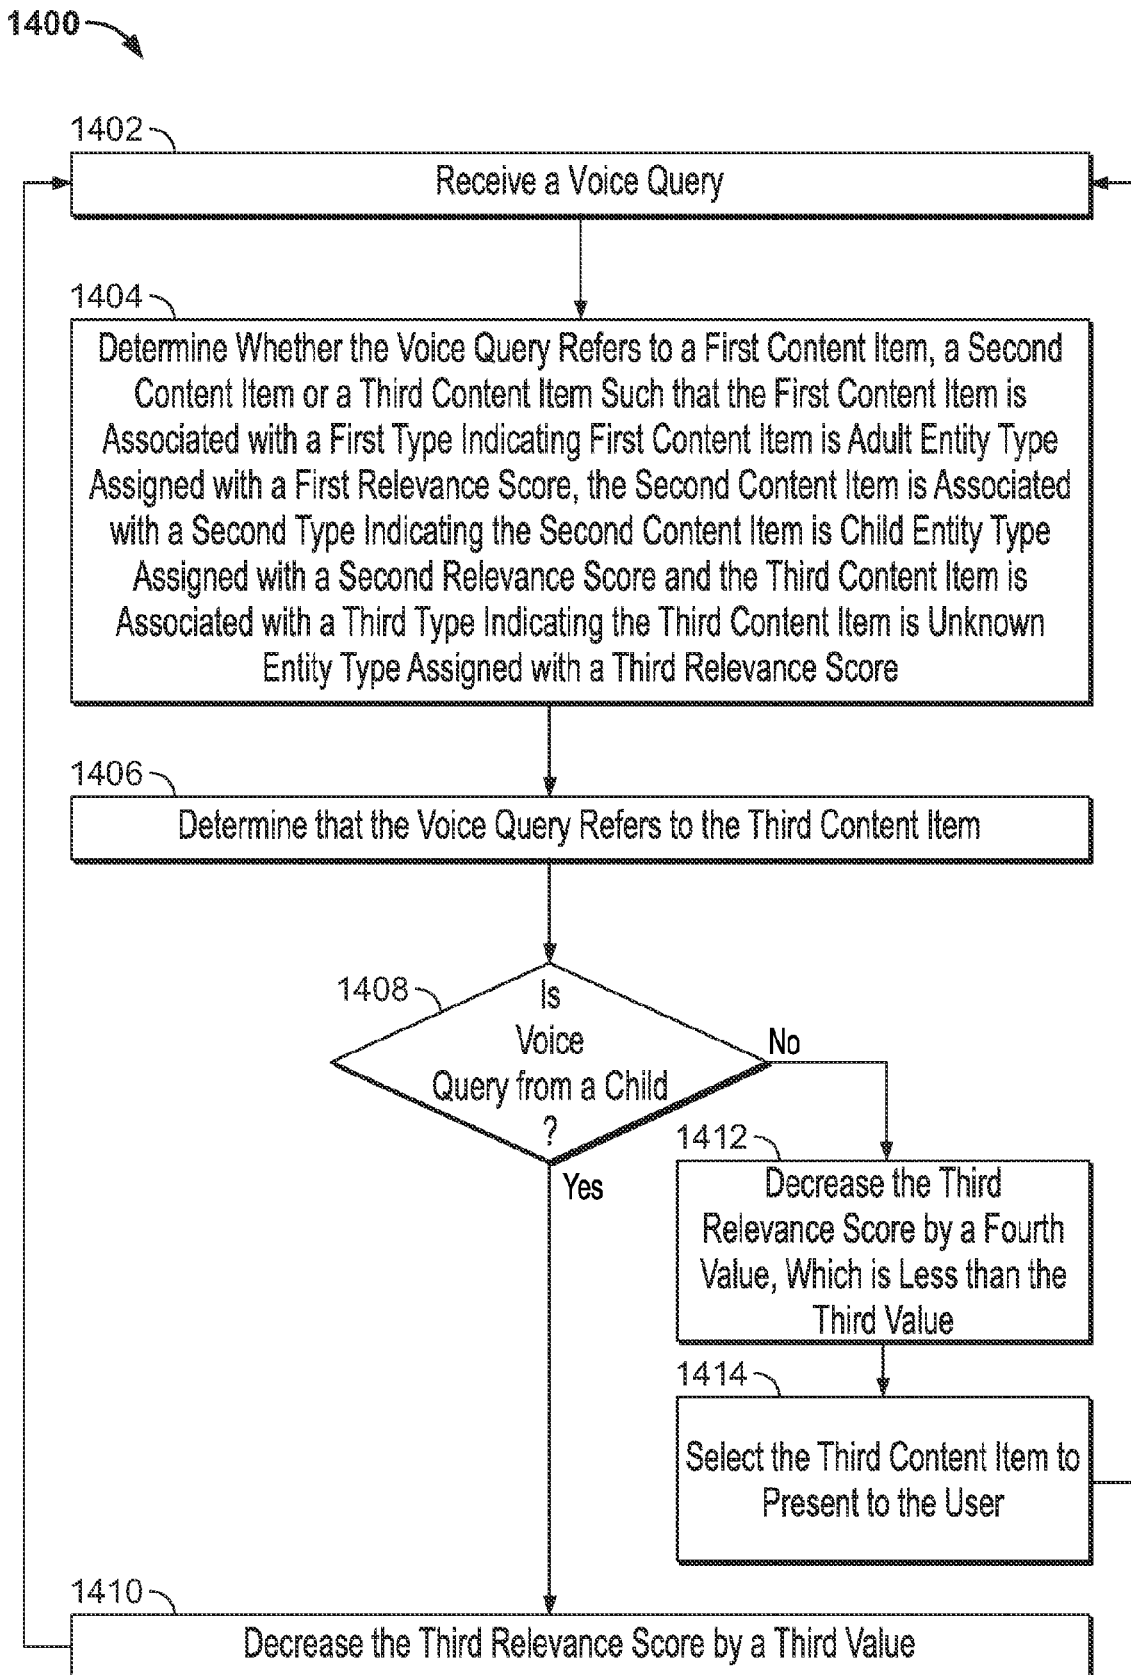 1400
1402
Receive a Voice Query
1404
Determine Whether the Voice Query Refers to a First Content Item, a Second
Content Item or a Third Content Item Such that the First Content Item is
Associated with a First Type Indicating First Content Item is Adult Entity Type
Assigned with a First Relevance Score, the Second Content Item is Associated
with a Second Type Indicating the Second Content Item is Child Entity Type
Assigned with a Second Relevance Score and the Third Content Item is
Associated with a Third Type Indicating the Third Content Item is Unknown
Entity Type Assigned with a Third Relevance Score
1406
Determine that the Voice Query Refers to the Third Content Item
1408
Is
Voice
Query from a Child
?
No
Yes
1412
Decrease the Third
Relevance Score by a Fourth
Value, Which is Less than the
Third Value
1414
Select the Third Content Item to
Present to the User
1410
Decrease the Third Relevance Score by a Third Value